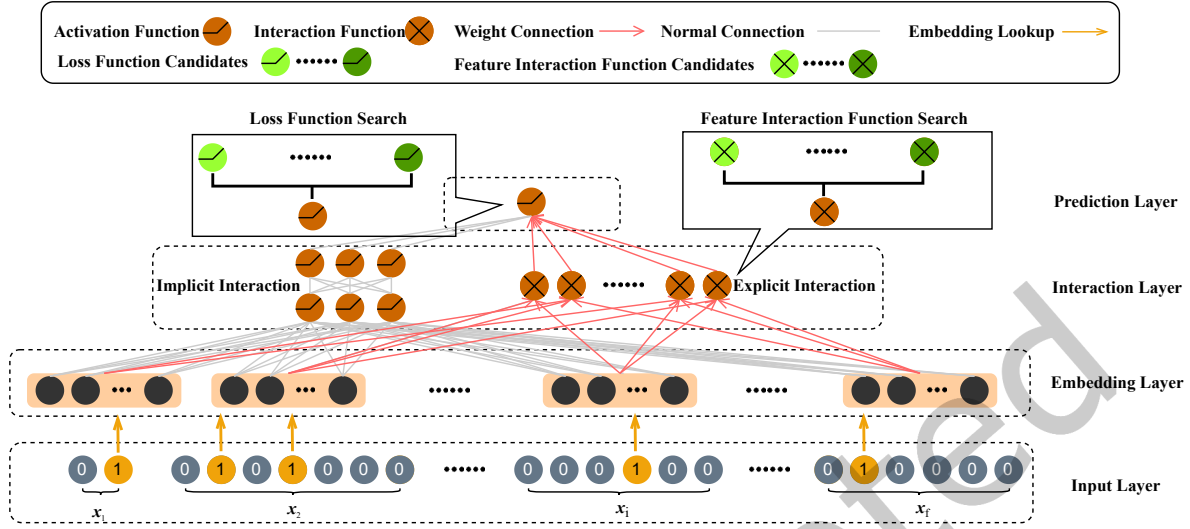 Activation Function Interaction Function Weight Connection Normal Connection Embedding Lookup
Loss Function Candidates ······ Feature Interaction Function Candidates ······
Loss Function Search Feature Interaction Function Search
······ ······
Prediction Layer
Implicit Interaction ······ Explicit Interaction Interaction Layer
··· ··· ······ ··· ······ ··· Embedding Layer
0 1 0 1 0 1 0 0 0 ······ 0 0 0 1 0 0 ······ 0 1 0 0 0 0 Input Layer
x₁ x₂ xᵢ x_f